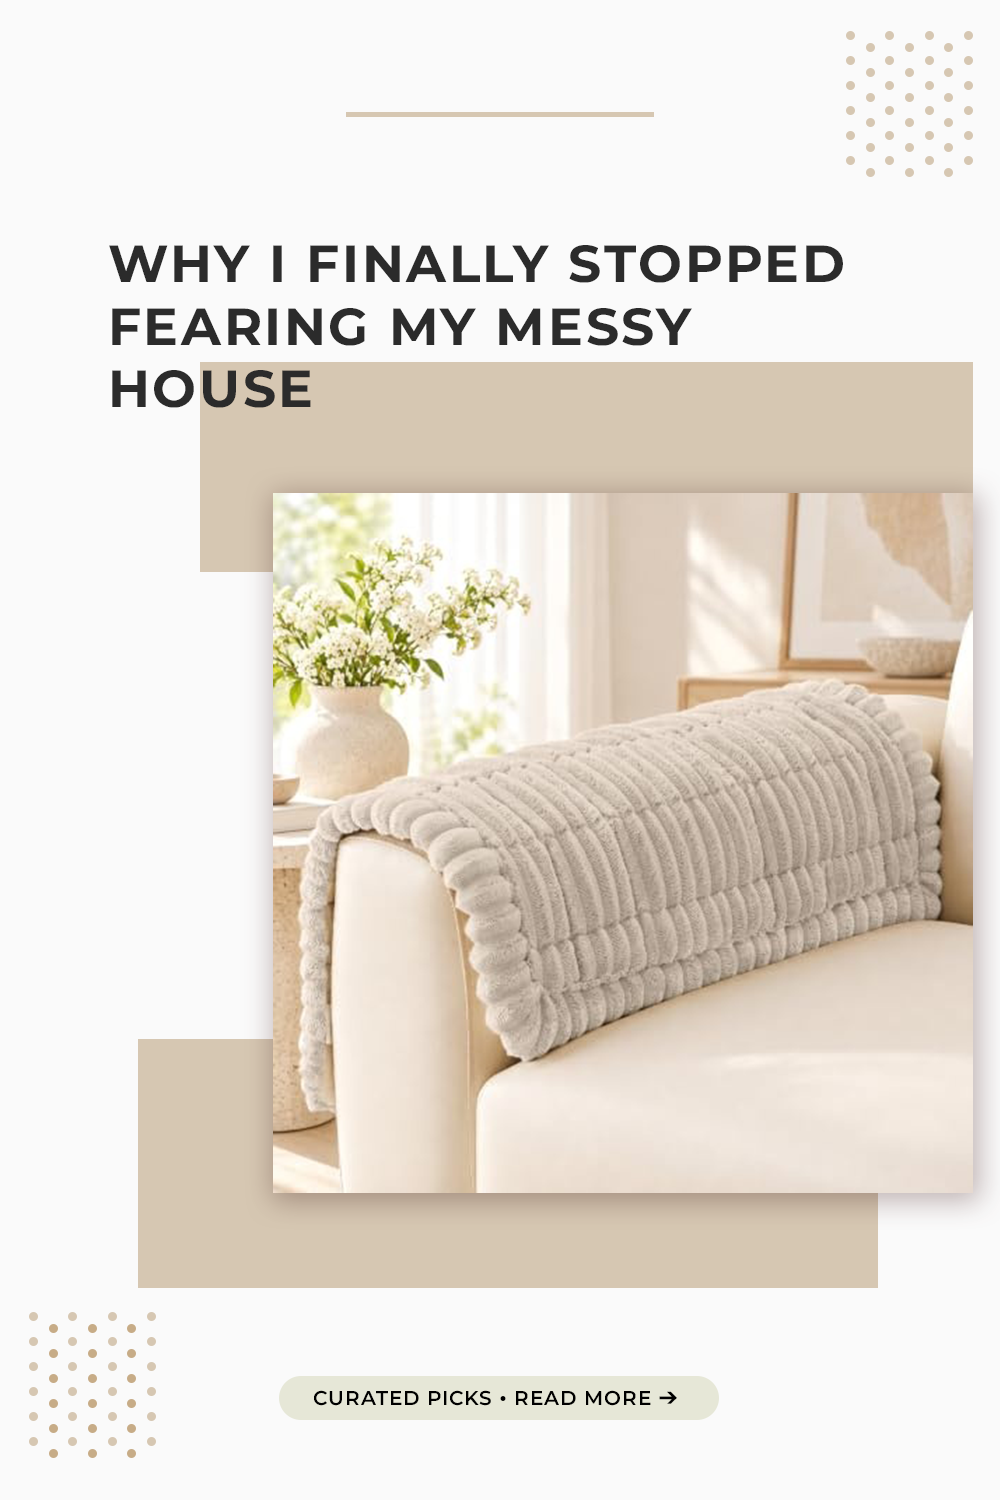 WHY I FINALLY STOPPED
FEARING MY MESSY
HOUSE
CURATED PICKS • READ MORE →